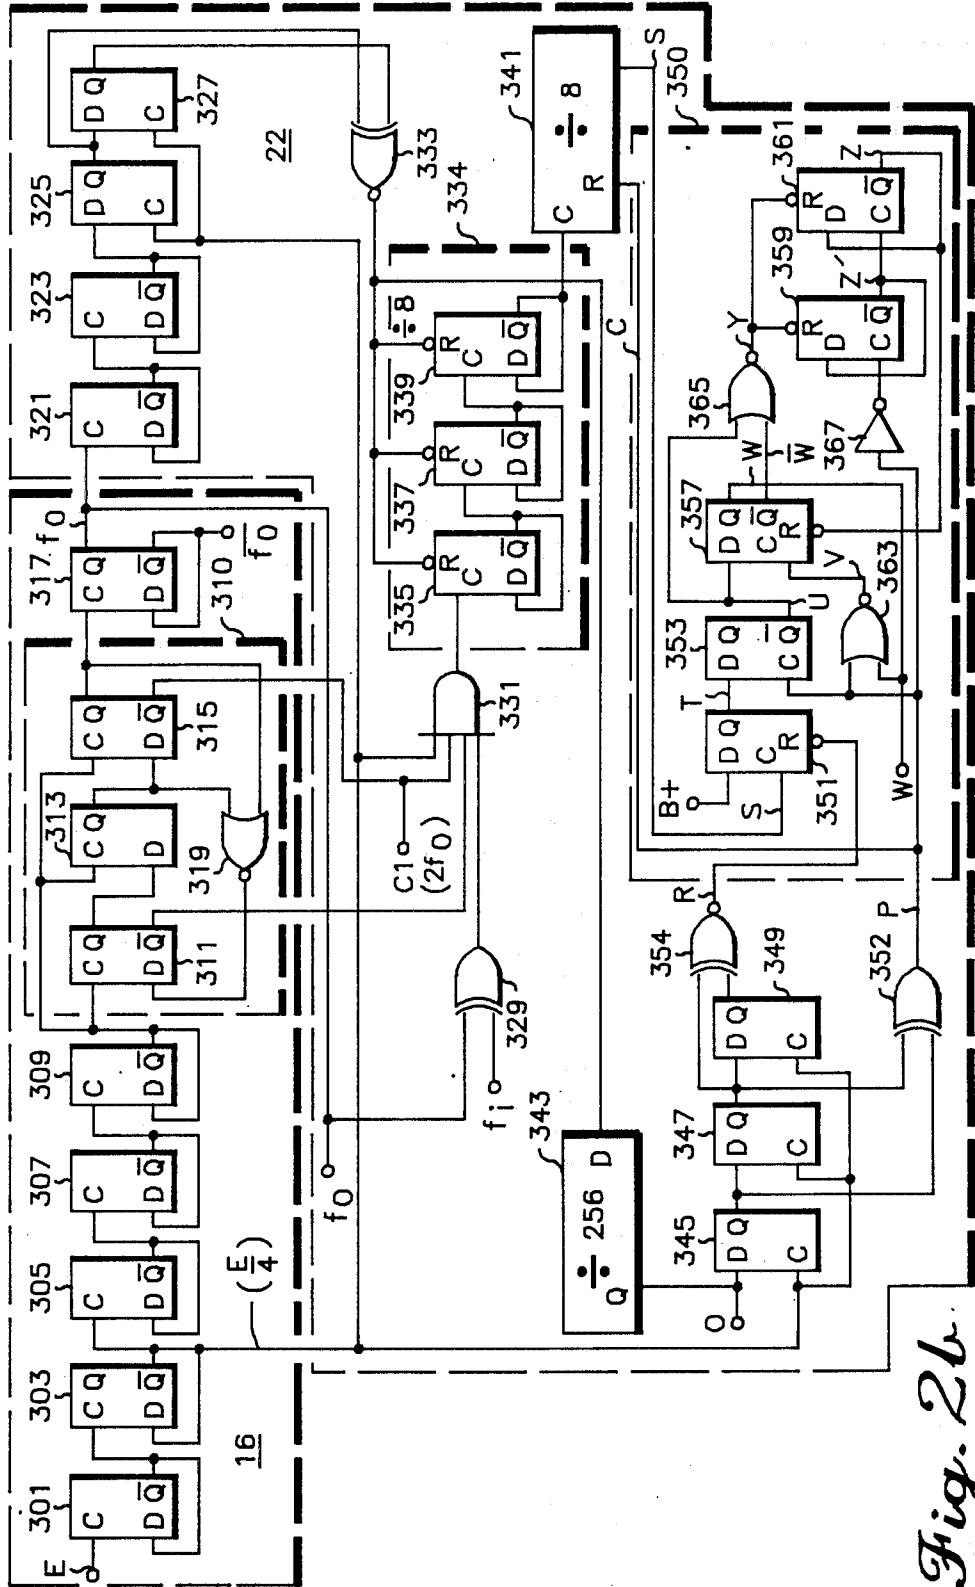 E
301
C
D Q
303
C Q
D Q
305
C
D Q
307
C
D Q
309
C
D Q
311
C Q
D Q
313
C Q
D
315
C Q
D Q
319
317
C Q
D Q
f0
f0
310
16
321
C
D Q
323
C
D Q
325
D Q
C
327
D Q
C
22
(E/4)
f0
C1
(2f0)
fi
329
331
333
334
÷8
335
R
C
D Q
337
R
C
D Q
339
R
C
D Q
341
÷ 8
C
R
S
350
343
÷ 256
D
Q
O
345
D Q
C
347
D Q
C
349
D Q
C
354
352
R
P
B+
S
351
D Q
C
R
T
353
D Q
C Q
U
357
D Q
C Q
R
W
W
V
363
W
C
365
Y
367
359
R
D
C Q
Z'
361
R
D
C Q
Z
Fig. 2b.